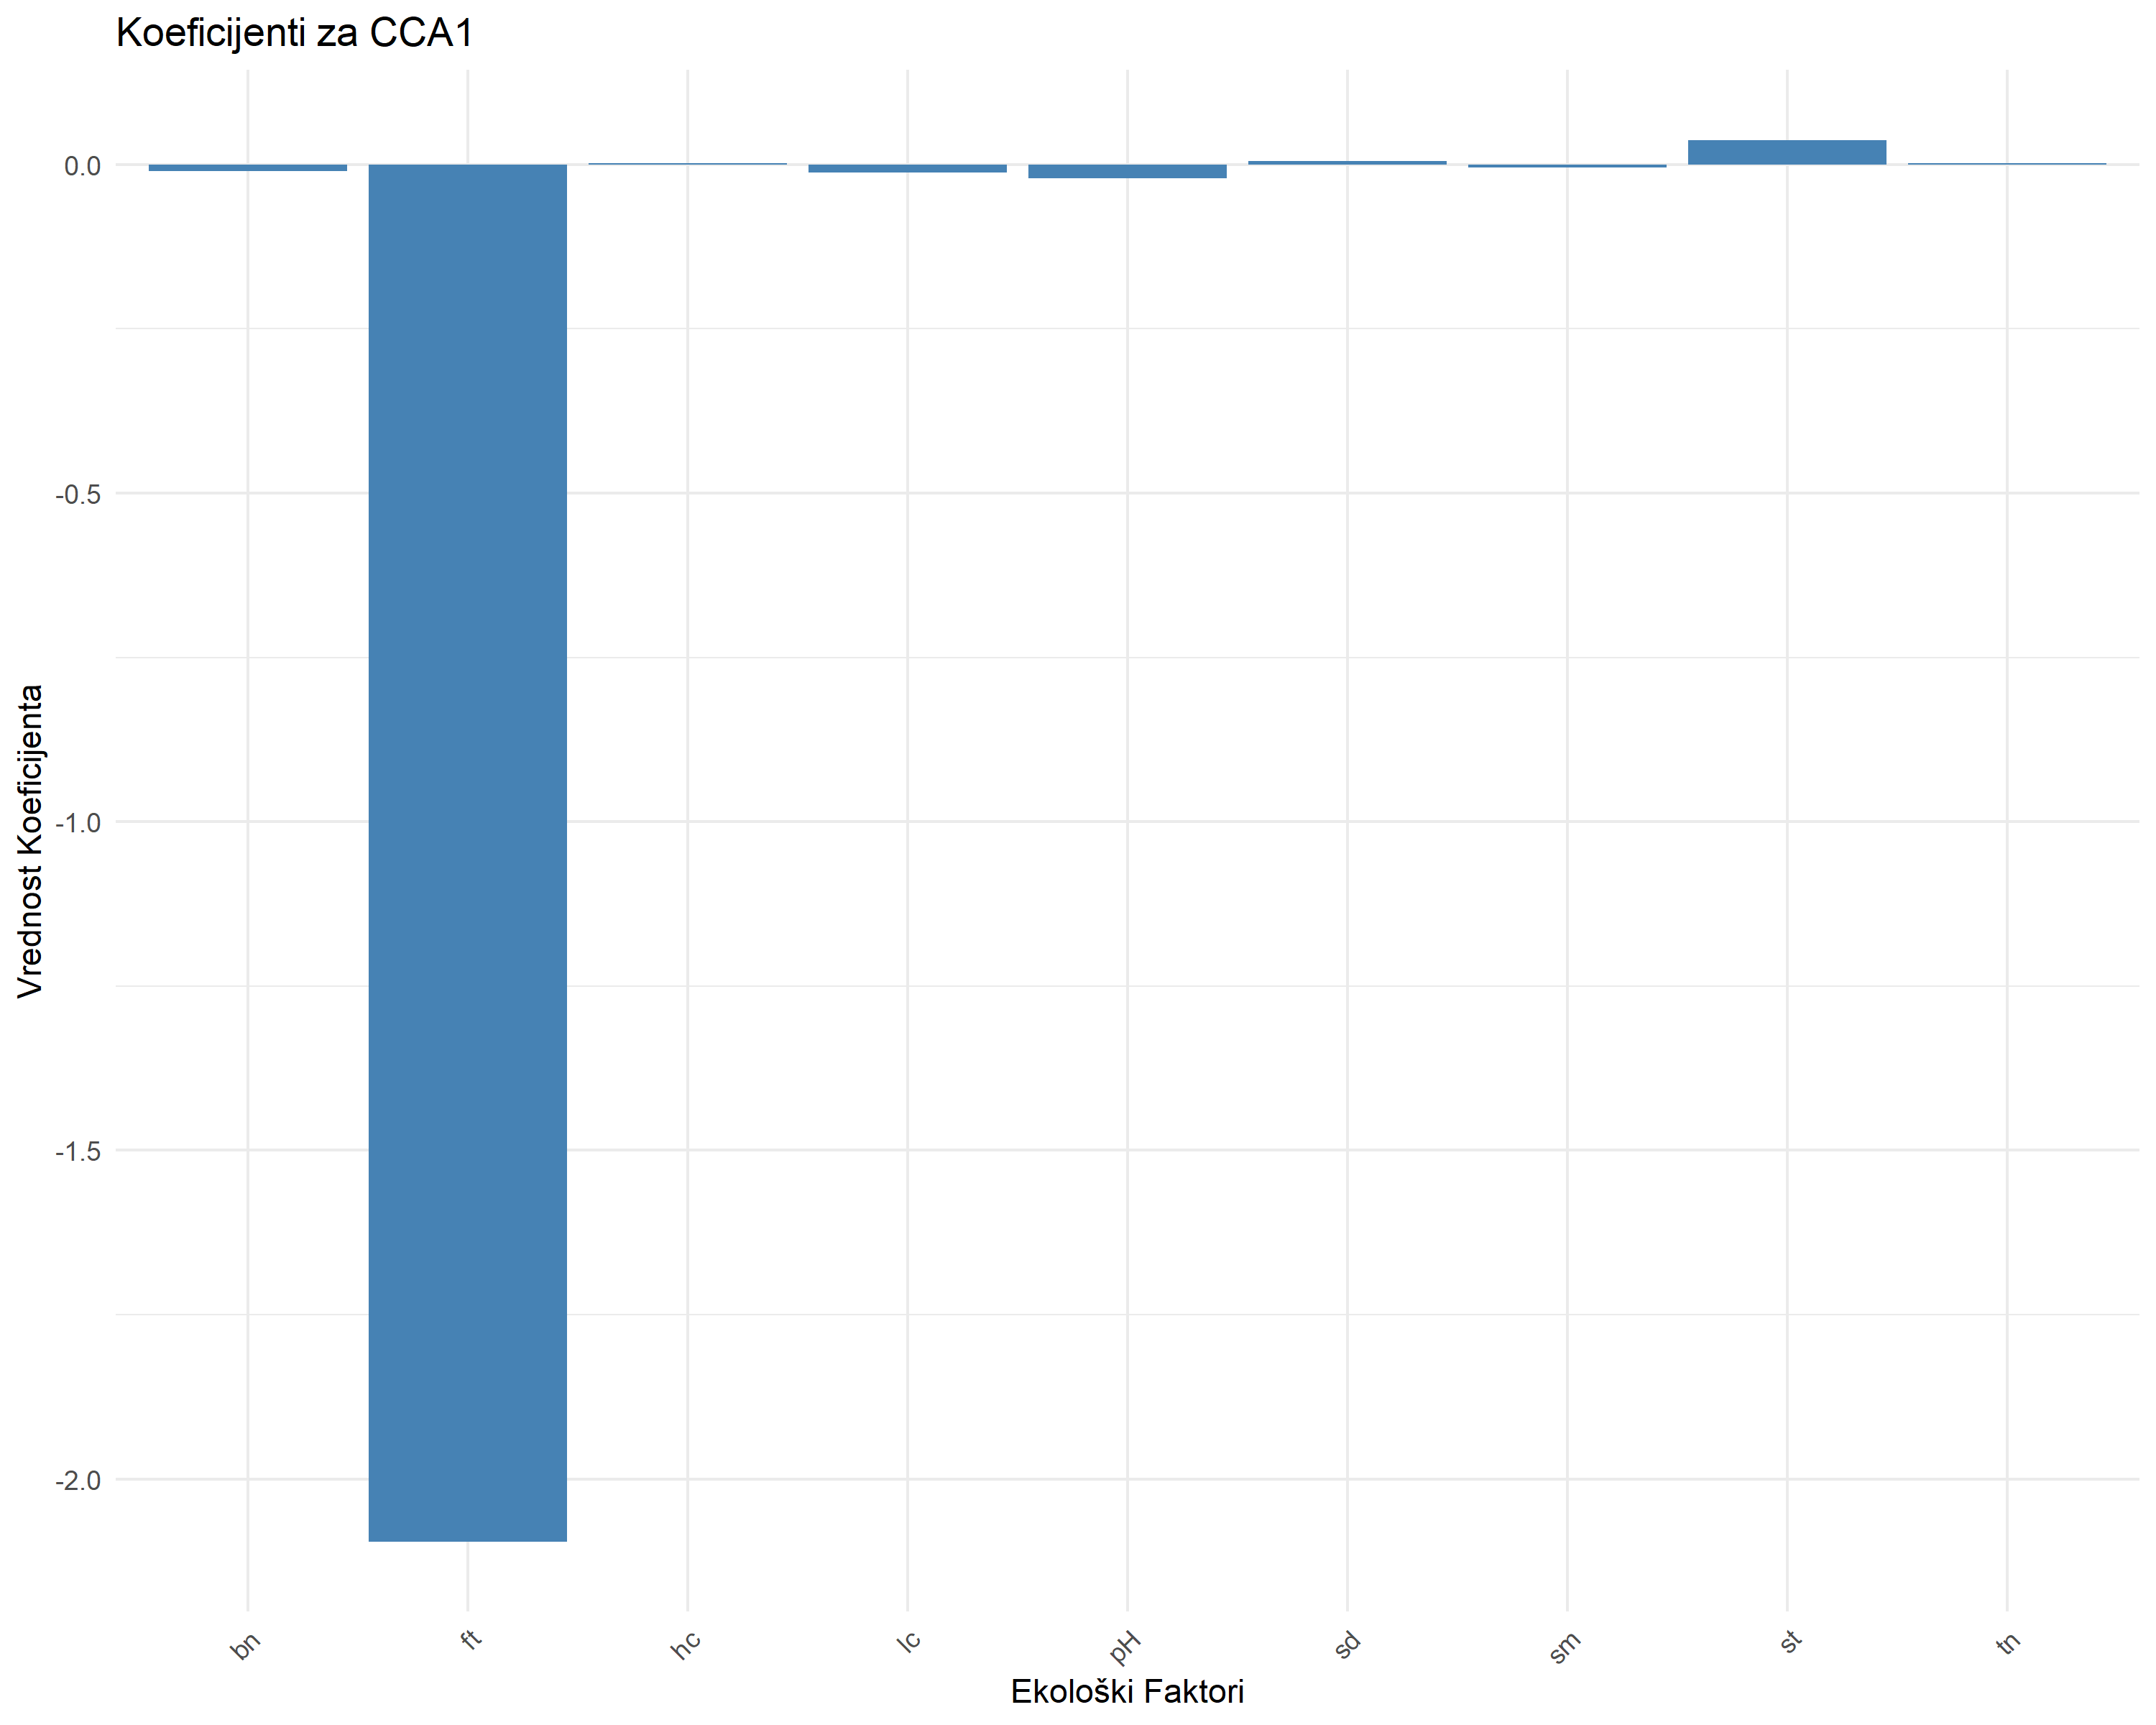 Koeficijenti za CCA1
Vrednost Koeficijenta
0.0
-0.5
-1.0
-1.5
-2.0
bn
ft
hc
lc
pH
sd
sm
st
tn
Ekološki Faktori